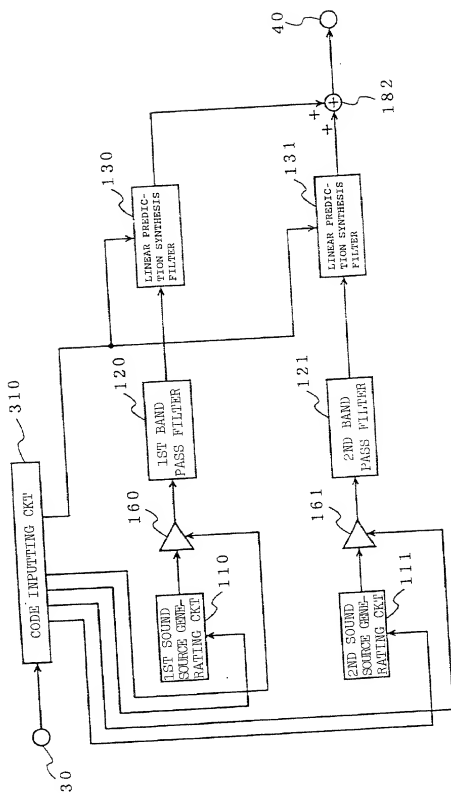 30
CODE INPUTTING CKT
310
1ST SOUND
SOURCE GENE-
RATING CKT
110
160
1ST BAND
PASS FILTER
120
LINEAR PREDIC-
TION SYNTHESIS
FILTER
130
2ND SOUND
SOURCE GENE-
RATING CKT
111
161
2ND BAND
PASS FILTER
121
LINEAR PREDIC-
TION SYNTHESIS
FILTER
131
+
+
+
182
40